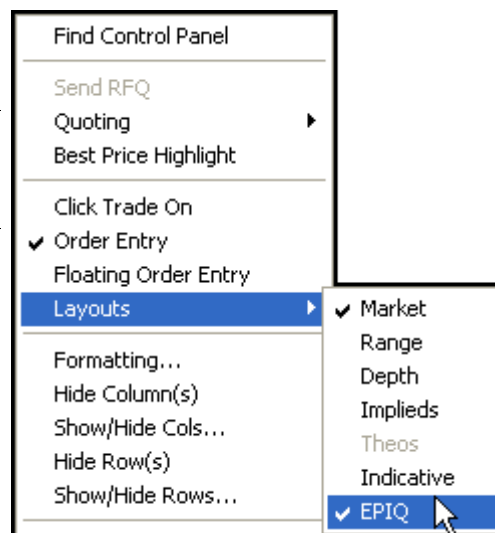 Find Control Panel
Send RFQ
Quoting
Best Price Highlight
Click Trade On
Order Entry
Floating Order Entry
Layouts
Formatting...
Hide Column(s)
Show/Hide Cols...
Hide Row(s)
Show/Hide Rows...
Market
Range
Depth
Implieds
Theos
Indicative
EPIQ